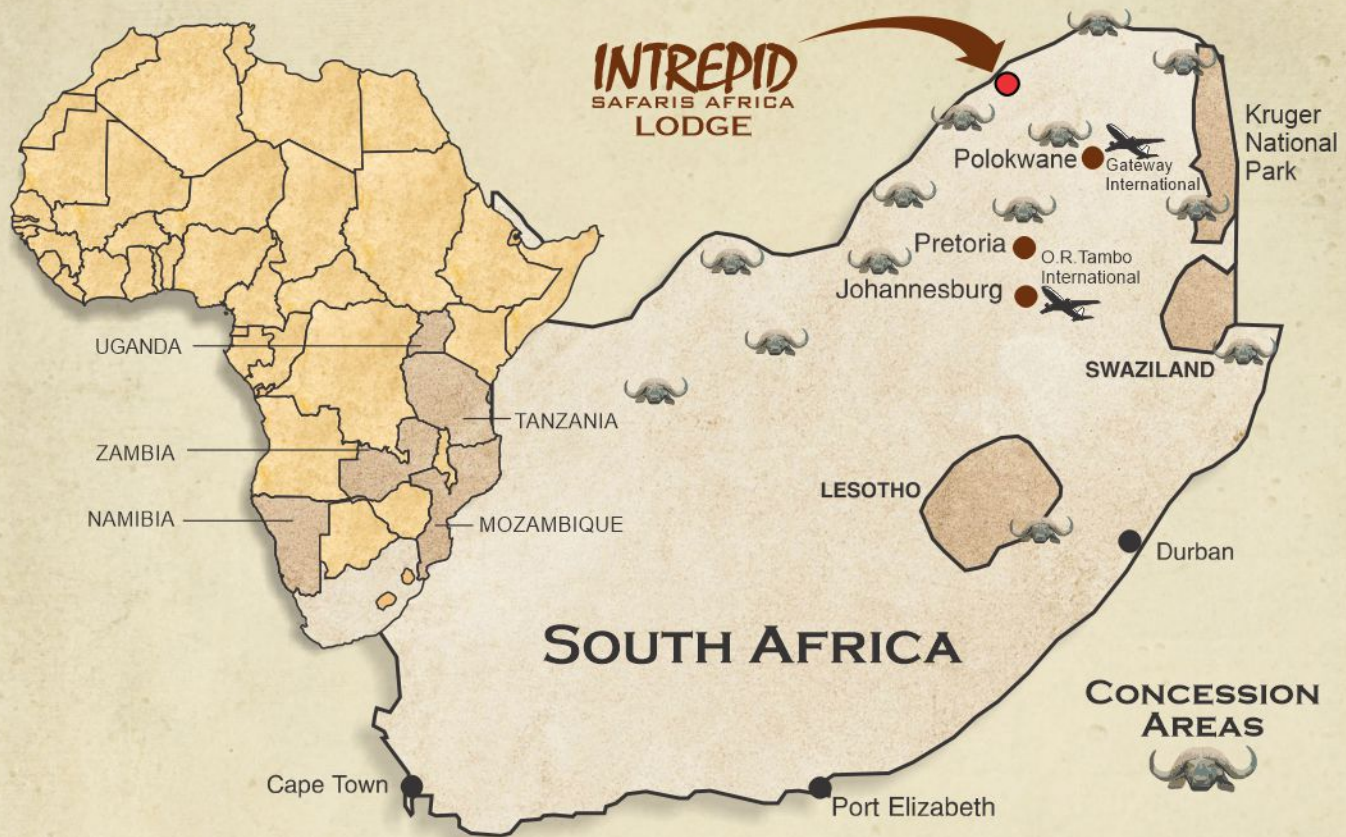 INTREPID
SAFARIS AFRICA
LODGE
Kruger
National
Park
Polokwane
Gateway
International
Pretoria
O.R.Tambo
International
Johannesburg
UGANDA
SWAZILAND
TANZANIA
ZAMBIA
LESOTHO
NAMIBIA
MOZAMBIQUE
Durban
SOUTH AFRICA
CONCESSION
AREAS
Cape Town
Port Elizabeth